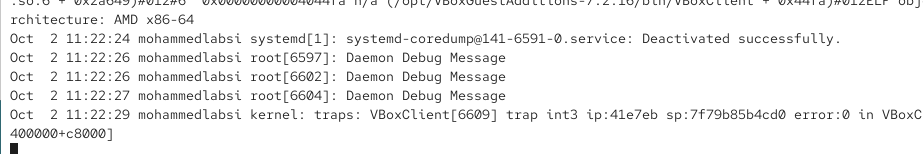 .so.6 + 0x2a649)#012#6  0x00000000004044fa n/a (/opt/VBoxGuestAdditions-7.2.16/bin/VBoxClient + 0x44fa)#012ELF obj
rchitecture: AMD x86-64
Oct  2 11:22:24 mohammedlabsi systemd[1]: systemd-coredump@141-6591-0.service: Deactivated successfully.
Oct  2 11:22:26 mohammedlabsi root[6597]: Daemon Debug Message
Oct  2 11:22:26 mohammedlabsi root[6602]: Daemon Debug Message
Oct  2 11:22:27 mohammedlabsi root[6604]: Daemon Debug Message
Oct  2 11:22:29 mohammedlabsi kernel: traps: VBoxClient[6609] trap int3 ip:41e7eb sp:7f79b85b4cd0 error:0 in VBoxC
400000+c8000]